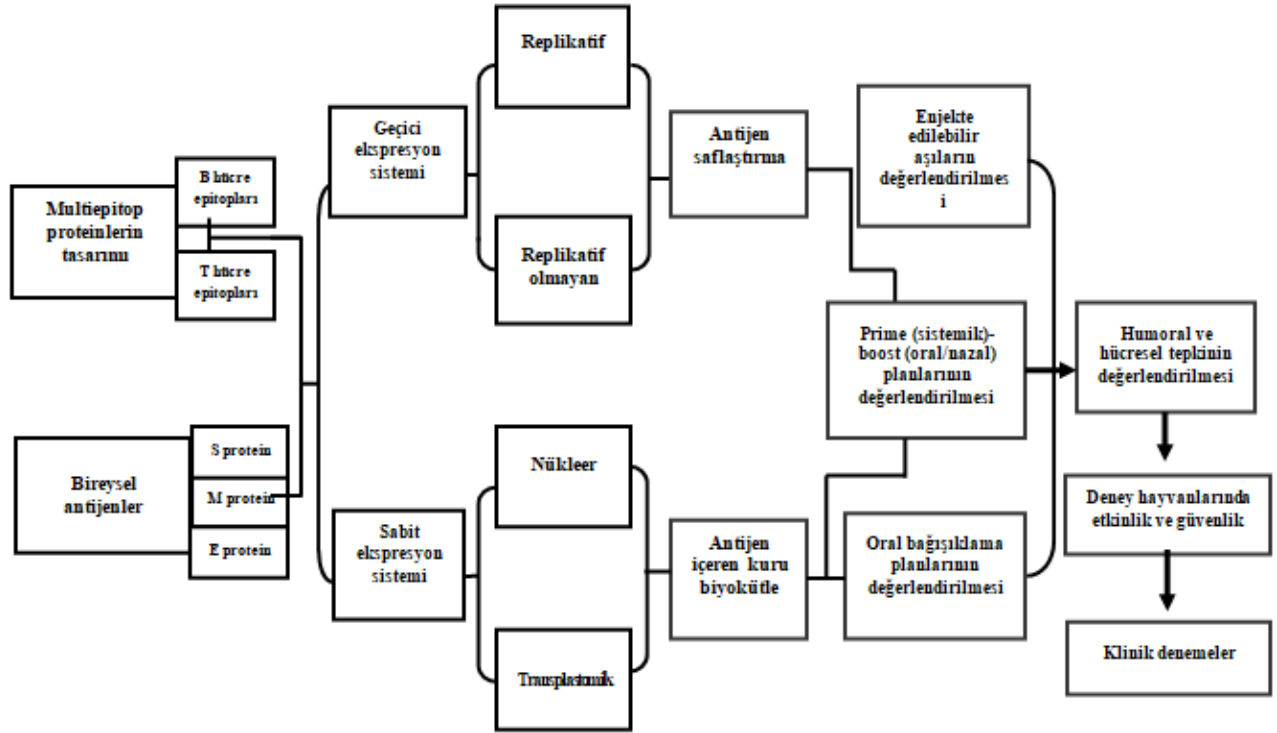 Multiepitop
proteinlerin
tasarımı
B hücre
epitopları
T hücre
epitopları
Bireysel
antijenler
S protein
M protein
E protein
Geçici
ekspresyon
sistemi
Sabit
ekspresyon
sistemi
Replikatif
Replikatif
olmayan
Nükleer
Transplastomik
Antijen
saflaştırma
Antijen
içeren kuru
biyokütle
Enjekte
edilebilir
aşıların
değerlendirilmes
i
Prime (sistemik)-
boost (oral/nazal)
planlarının
değerlendirilmesi
Oral bağışıklama
planlarının
değerlendirilmesi
Humoral ve
hücresel tepkinin
değerlendirilmesi
Deney hayvanlarında
etkinlik ve güvenlik
Klinik denemeler